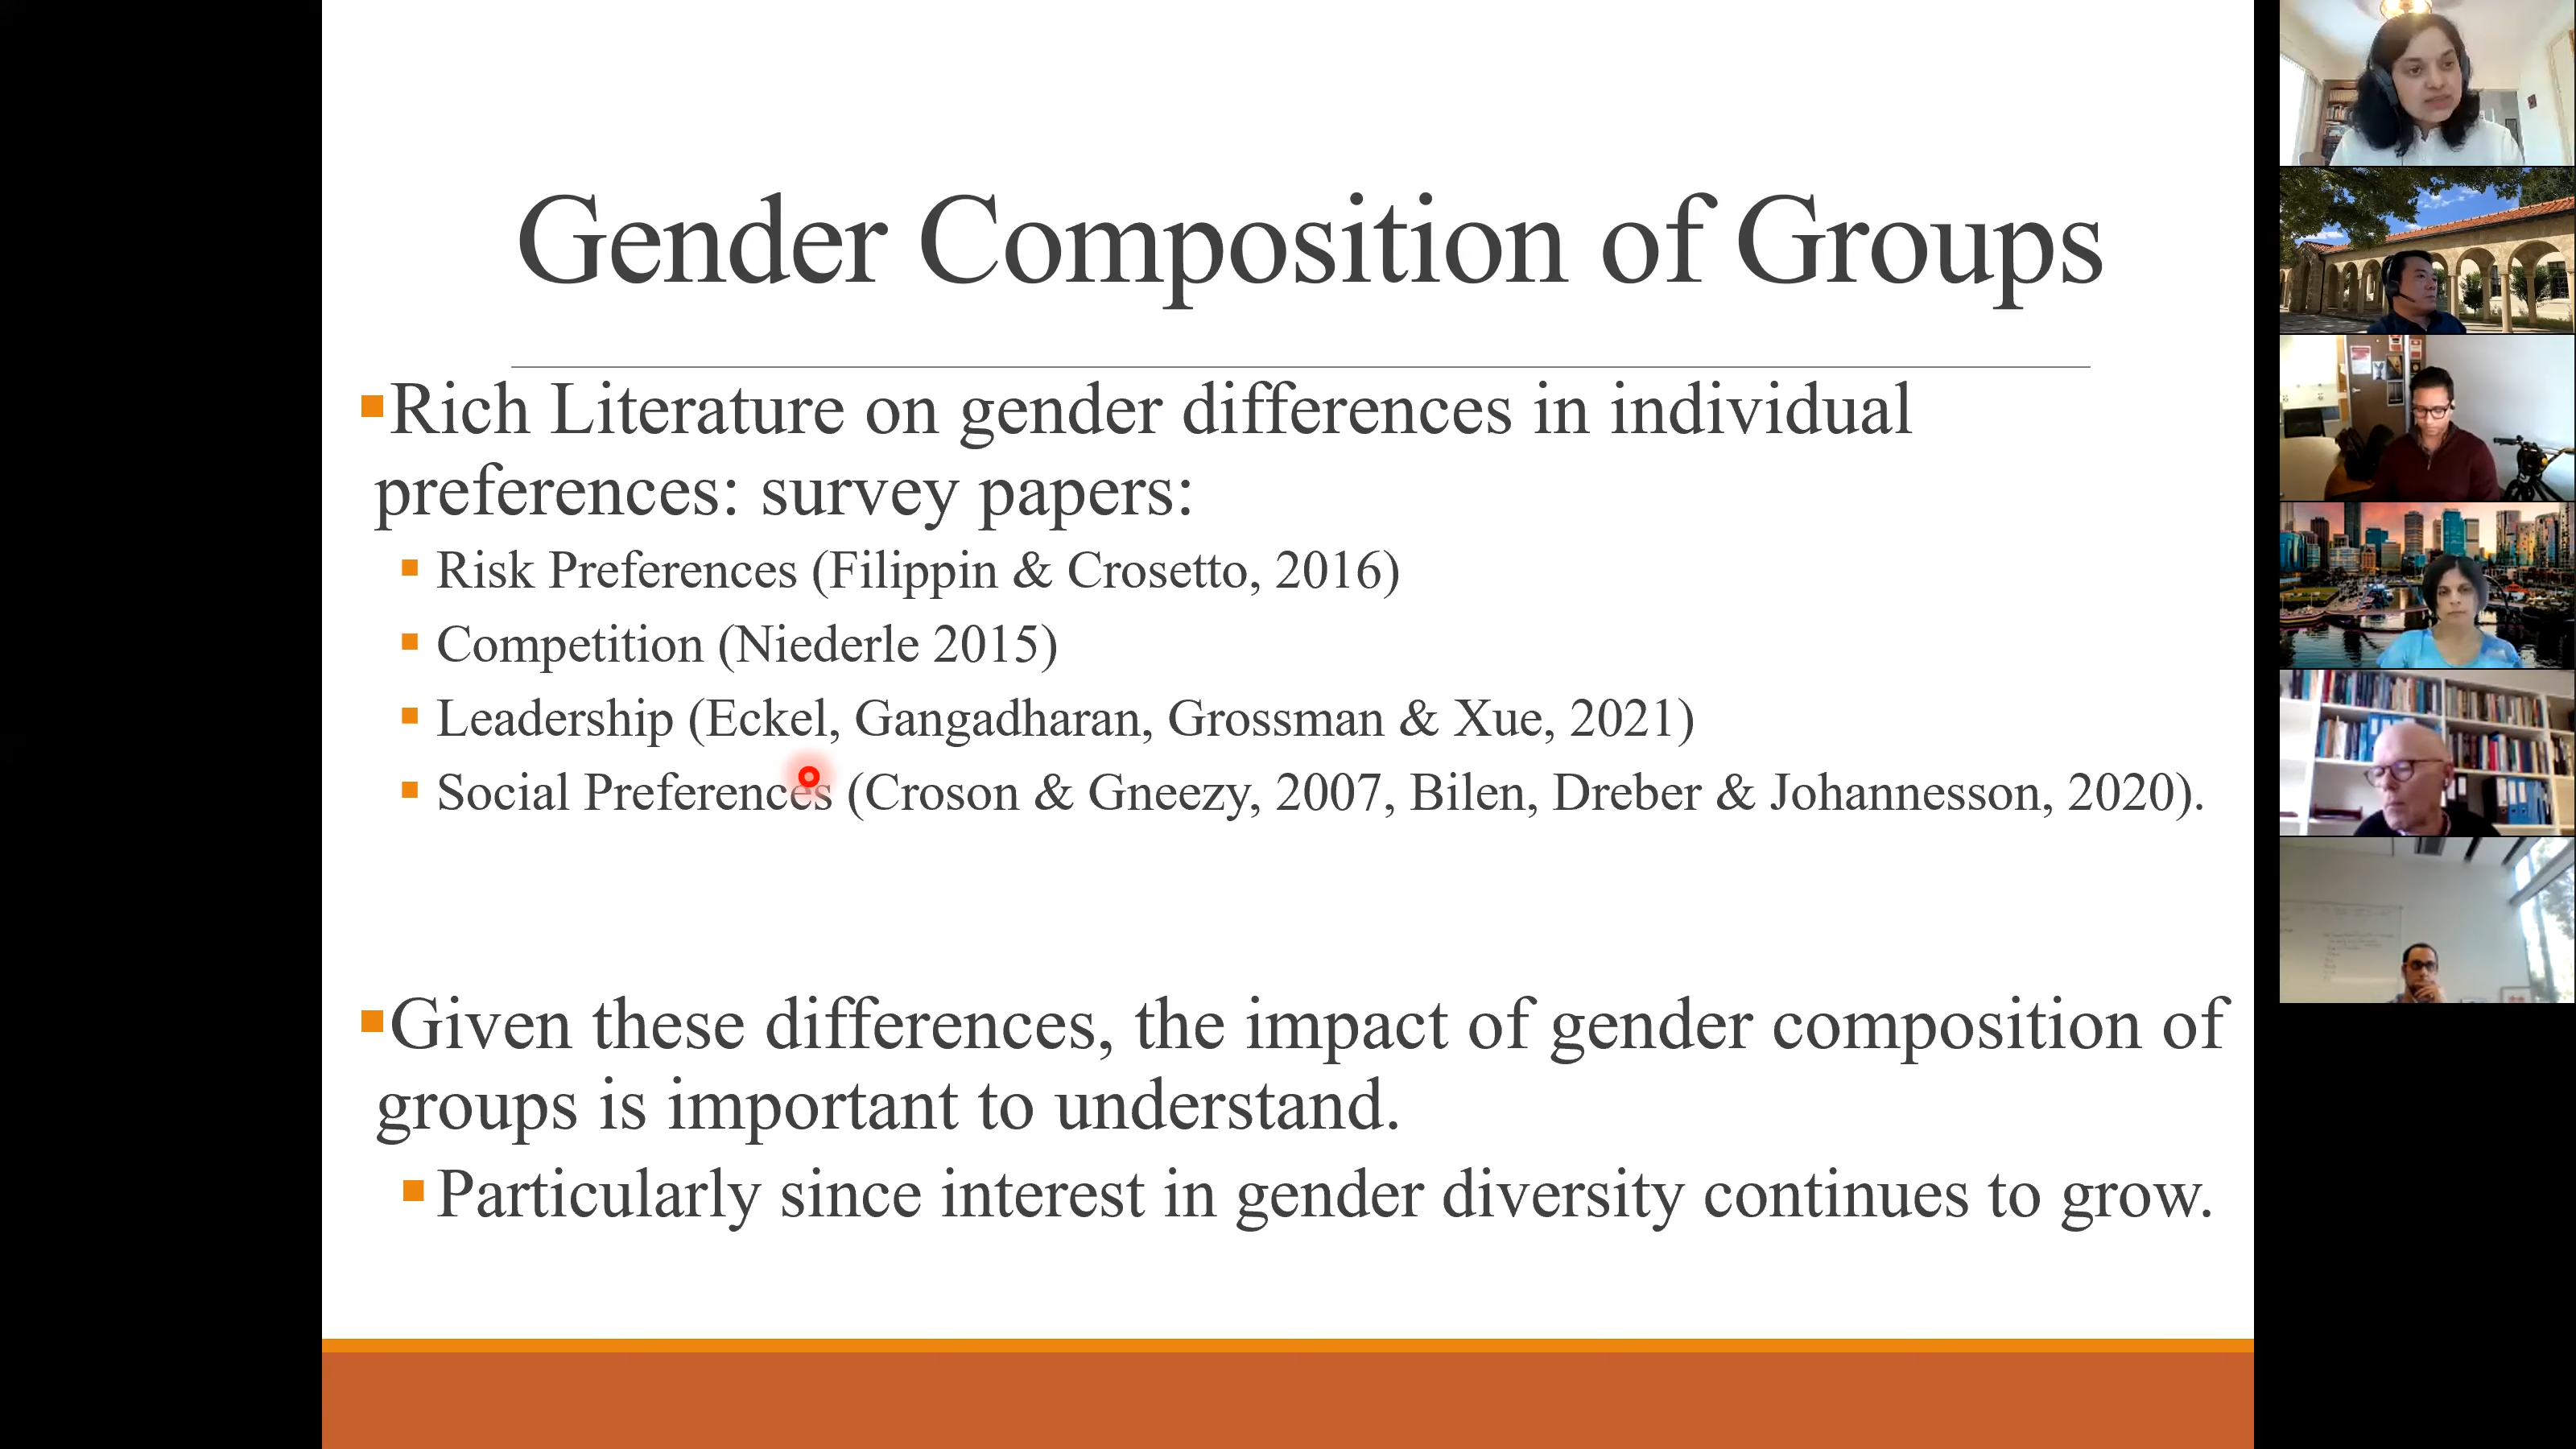 Gender Composition of Groups
Rich Literature on gender differences in individual
preferences: survey papers:
Risk Preferences (Filippin & Crosetto, 2016)
Competition (Niederle 2015)
Leadership (Eckel, Gangadharan, Grossman & Xue, 2021)
Social Preferences (Croson & Gneezy, 2007, Bilen, Dreber & Johannesson, 2020).
Given these differences, the impact of gender composition of
groups is important to understand.
Particularly since interest in gender diversity continues to grow.